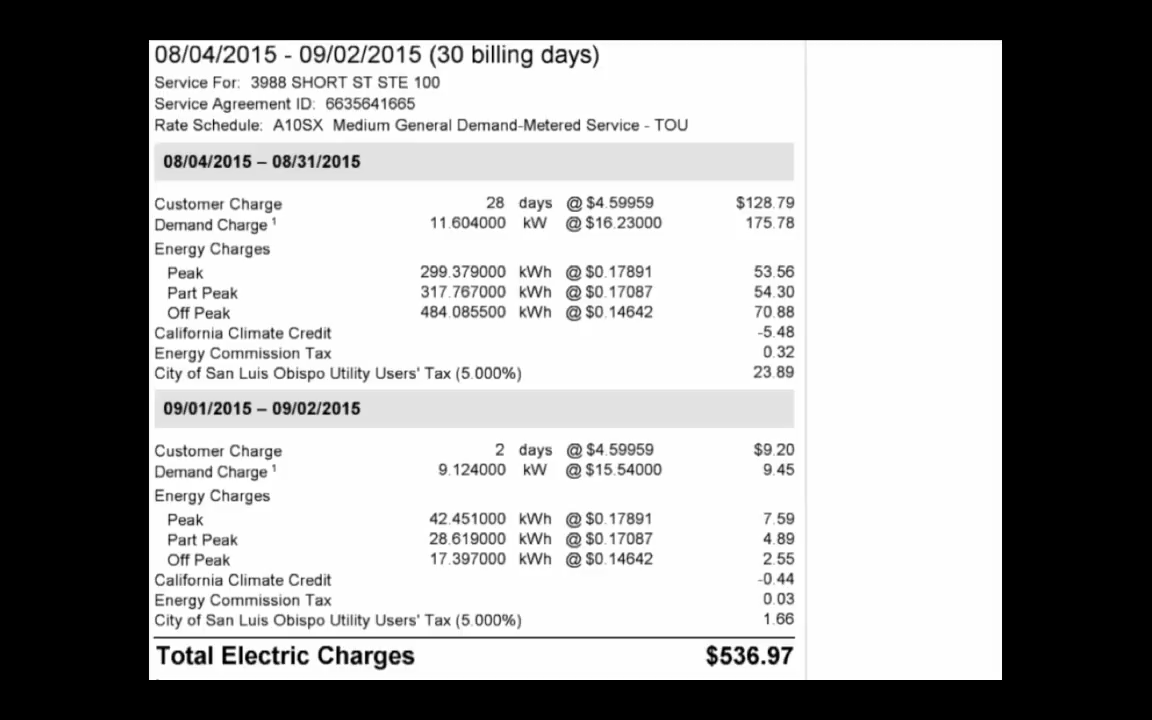 08/04/2015 - 09/02/2015 (30 billing days)
Service For: 3988 SHORT ST STE 100
Service Agreement ID: 6635641665
Rate Schedule: A10SX Medium General Demand-Metered Service - TOU
08/04/2015 – 08/31/2015
Customer Charge 28 days @ $4.59959 $128.79
Demand Charge ¹ 11.604000 kW @ $16.23000 175.78
Energy Charges
Peak 299.379000 kWh @ $0.17891 53.56
Part Peak 317.767000 kWh @ $0.17087 54.30
Off Peak 484.085500 kWh @ $0.14642 70.88
California Climate Credit -5.48
Energy Commission Tax 0.32
City of San Luis Obispo Utility Users' Tax (5.000%) 23.89
09/01/2015 – 09/02/2015
Customer Charge 2 days @ $4.59959 $9.20
Demand Charge ¹ 9.124000 kW @ $15.54000 9.45
Energy Charges
Peak 42.451000 kWh @ $0.17891 7.59
Part Peak 28.619000 kWh @ $0.17087 4.89
Off Peak 17.397000 kWh @ $0.14642 2.55
California Climate Credit -0.44
Energy Commission Tax 0.03
City of San Luis Obispo Utility Users' Tax (5.000%) 1.66
Total Electric Charges $536.97